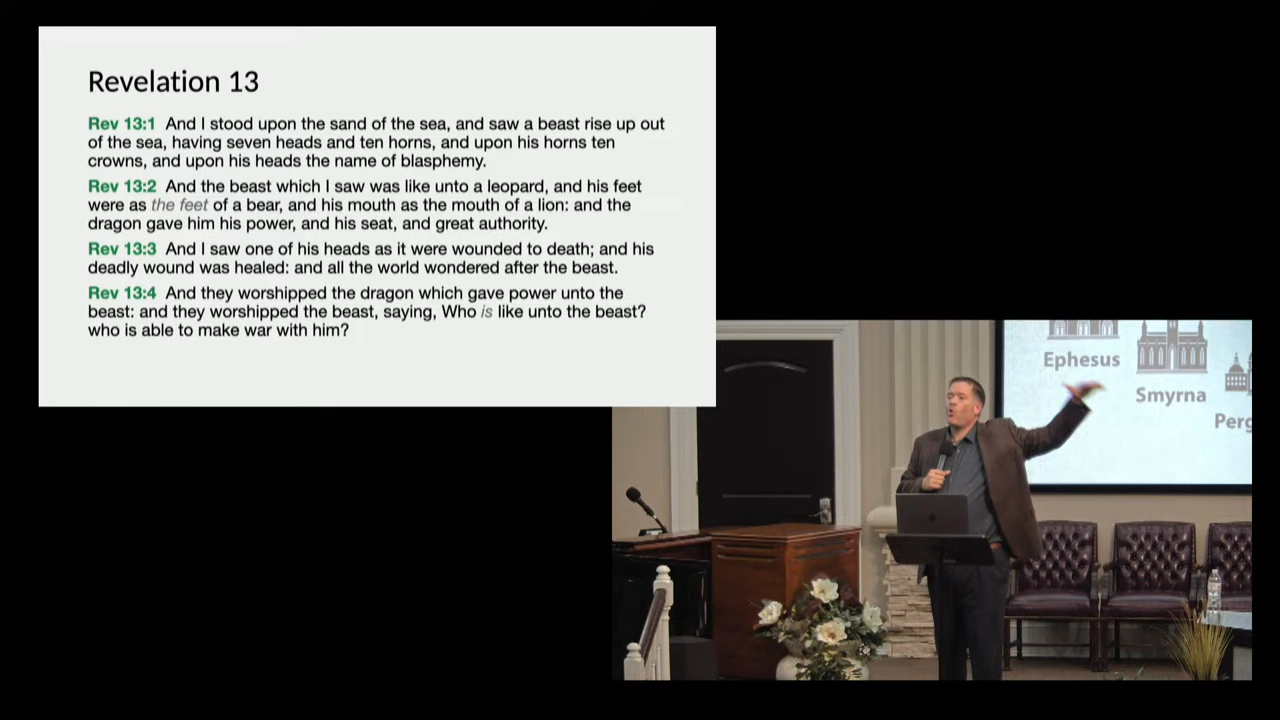 Revelation 13
Rev 13:1 And I stood upon the sand of the sea, and saw a beast rise up out
of the sea, having seven heads and ten horns, and upon his horns ten
crowns, and upon his heads the name of blasphemy.
Rev 13:2 And the beast which I saw was like unto a leopard, and his feet
were as the feet of a bear, and his mouth as the mouth of a lion: and the
dragon gave him his power, and his seat, and great authority.
Rev 13:3 And I saw one of his heads as it were wounded to death; and his
deadly wound was healed: and all the world wondered after the beast.
Rev 13:4 And they worshipped the dragon which gave power unto the
beast: and they worshipped the beast, saying, Who is like unto the beast?
who is able to make war with him?
Ephesus
Smyrna
Perg